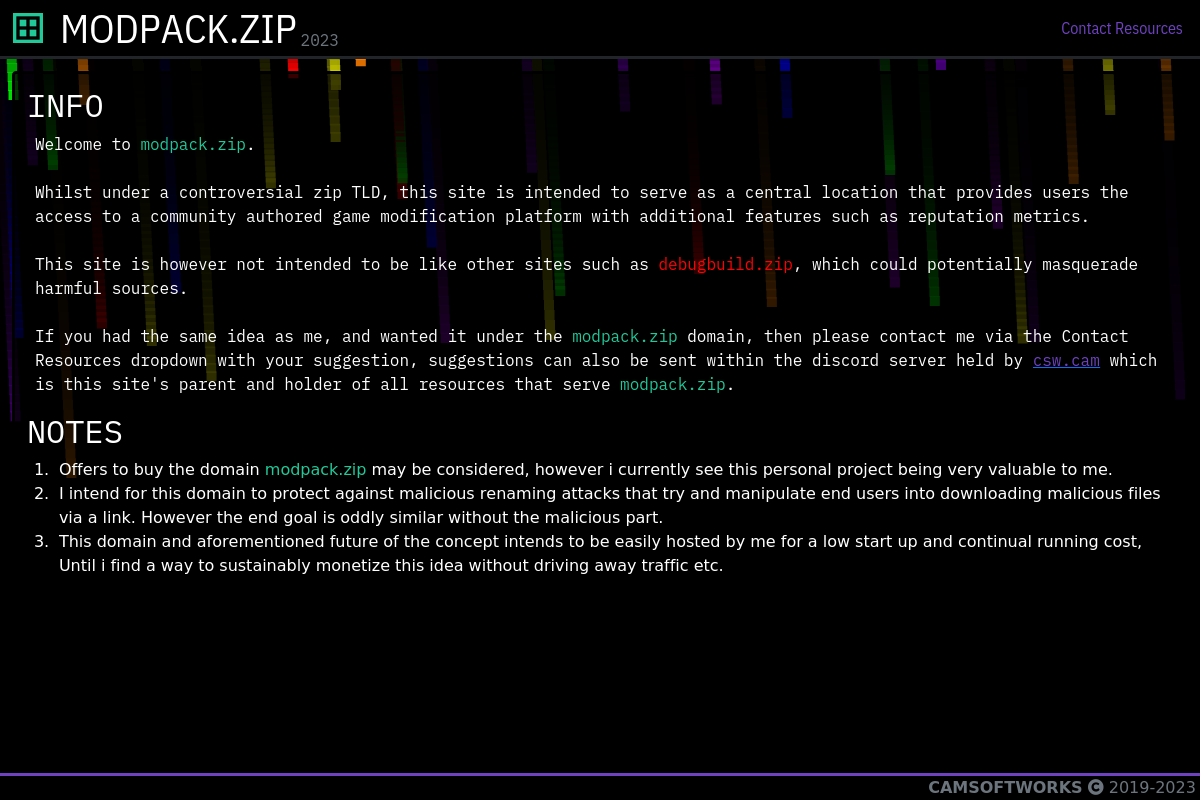 MODPACK.ZIP 2023
Contact Resources
INFO
Welcome to modpack.zip.
Whilst under a controversial zip TLD, this site is intended to serve as a central location that provides users the
access to a community authored game modification platform with additional features such as reputation metrics.
This site is however not intended to be like other sites such as debugbuild.zip, which could potentially masquerade
harmful sources.
If you had the same idea as me, and wanted it under the modpack.zip domain, then please contact me via the Contact
Resources dropdown with your suggestion, suggestions can also be sent within the discord server held by csw.cam which
is this site's parent and holder of all resources that serve modpack.zip.
NOTES
1. Offers to buy the domain modpack.zip may be considered, however i currently see this personal project being very valuable to me.
2. I intend for this domain to protect against malicious renaming attacks that try and manipulate end users into downloading malicious files
via a link. However the end goal is oddly similar without the malicious part.
3. This domain and aforementioned future of the concept intends to be easily hosted by me for a low start up and continual running cost,
Until i find a way to sustainably monetize this idea without driving away traffic etc.
CAMSOFTWORKS © 2019-2023